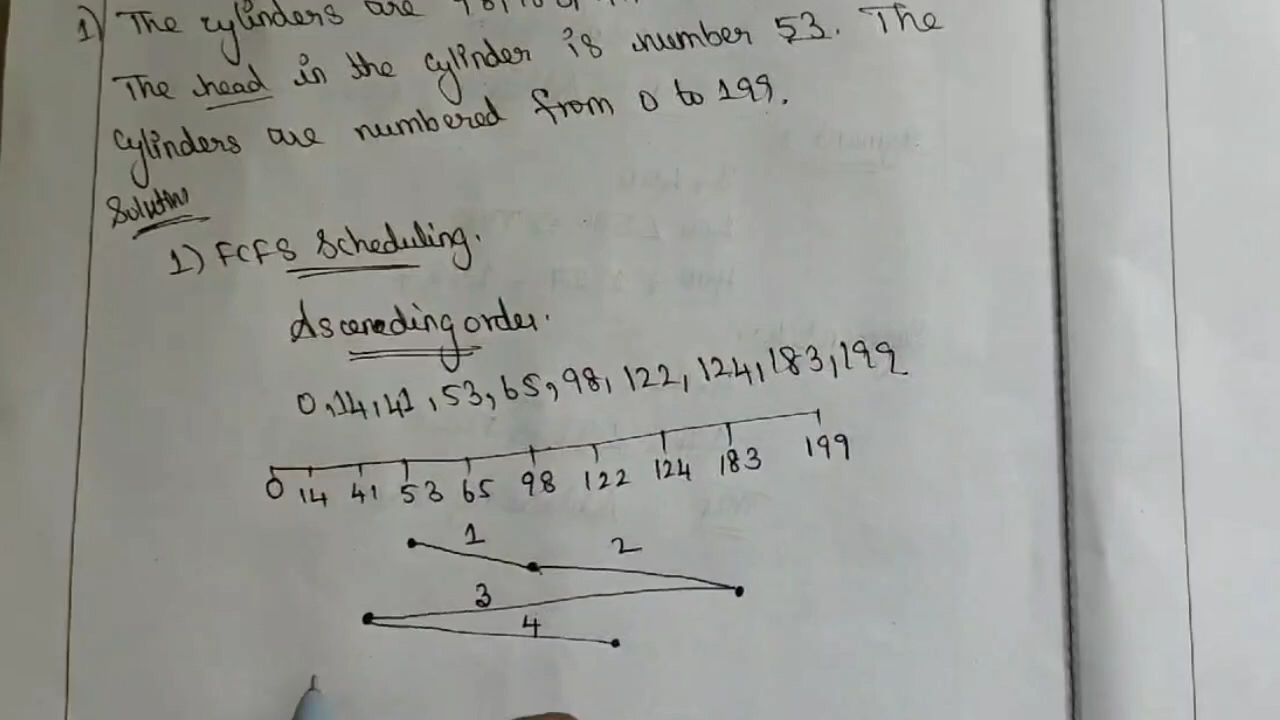 1) The cylinders are
The head in the cylinder is number 53. The
cylinders are numbered from 0 to 199.
Solution
1) FCFS Scheduling.
Ascending order.
0,14,41,53,65,98,122,124,183,199
0 14 41 53 65 98 122 124 183 199
1 2
3
4